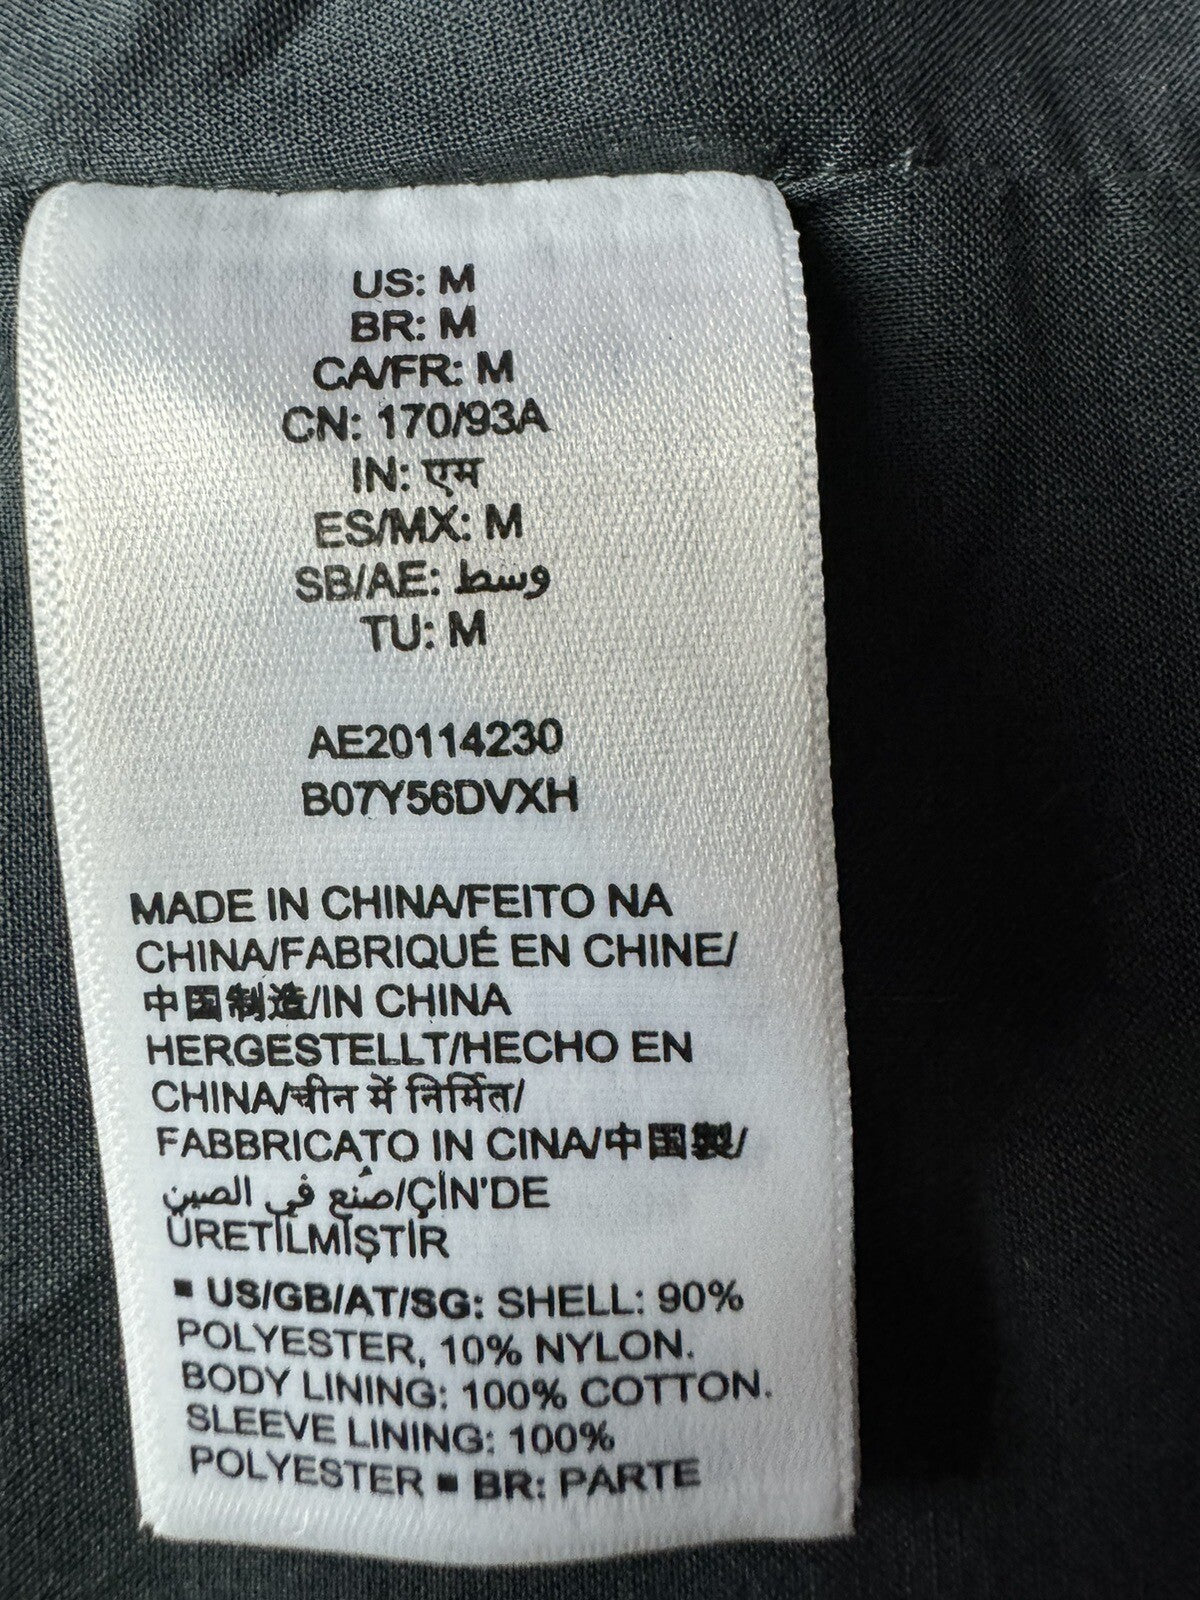 US: M
BR: M
CA/FR: M
CN: 170/93A
IN: एम
ES/MX: M
SB/AE: وسط
TU: M
AE20114230
B07Y56DVXH
MADE IN CHINA/FEITO NA
CHINA/FABRIQUÉ EN CHINE/
中国制造/IN CHINA
HERGESTELLT/HECHO EN
CHINA/चीन में निर्मित/
FABBRICATO IN CINA/中国製/
صُنع في الصين/ÇİN'DE
ÜRETİLMİŞTİR
▪ US/GB/AT/SG: SHELL: 90%
POLYESTER, 10% NYLON.
BODY LINING: 100% COTTON.
SLEEVE LINING: 100%
POLYESTER ▪ BR: PARTE